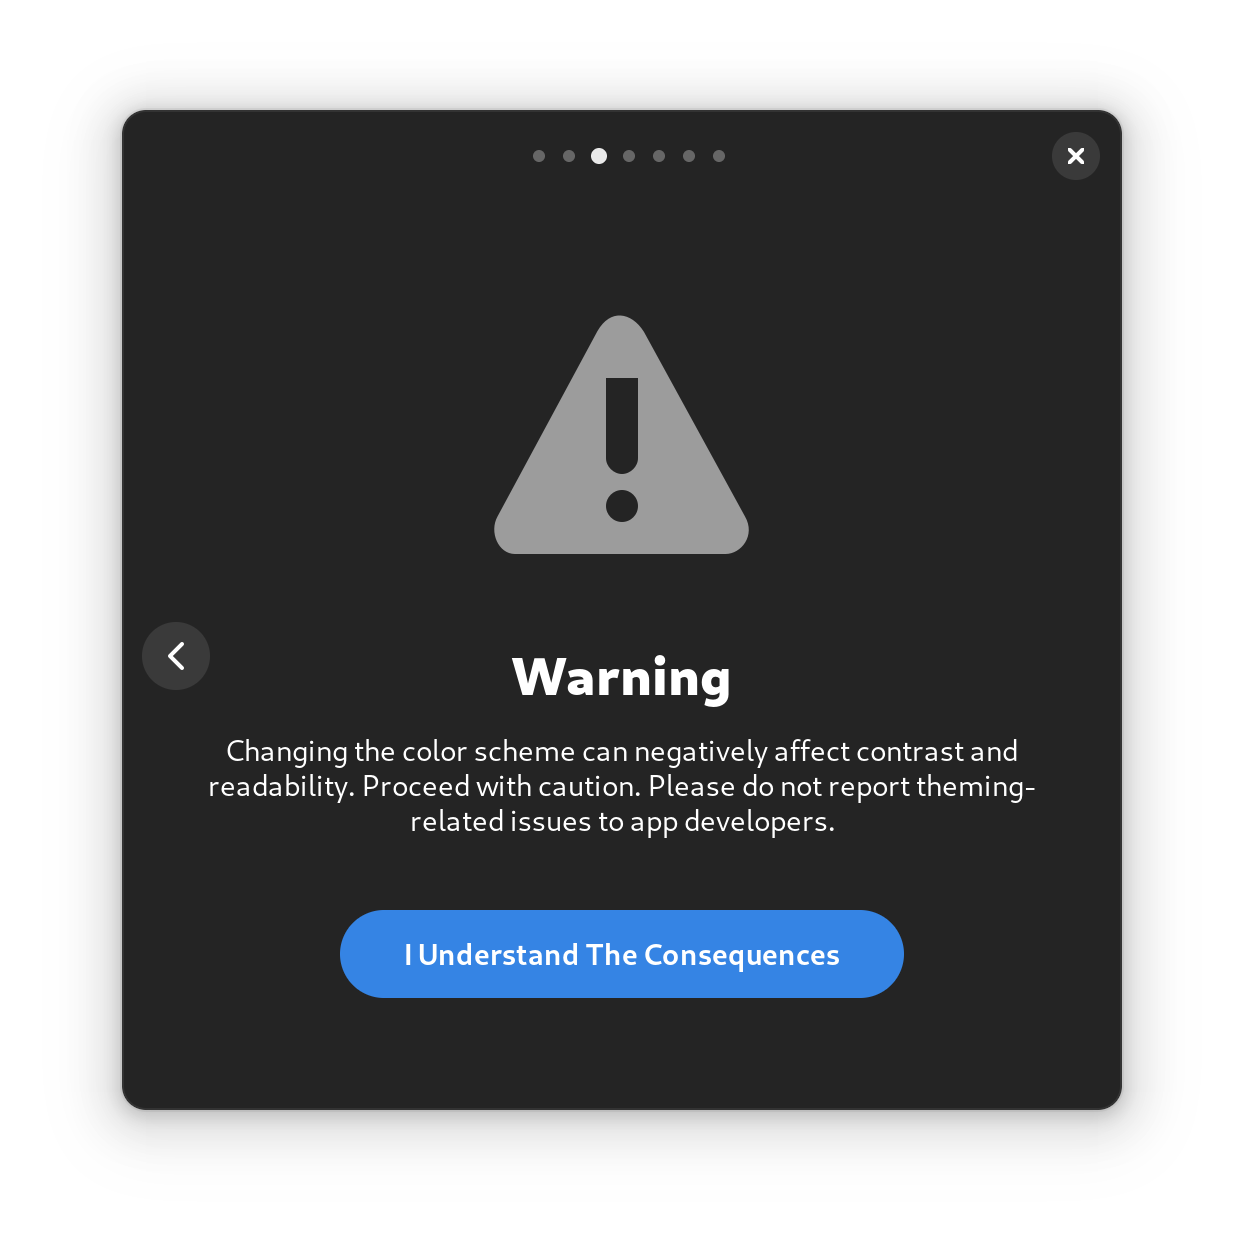 Warning
Changing the color scheme can negatively affect contrast and
readability. Proceed with caution. Please do not report theming-
related issues to app developers.
I Understand The Consequences